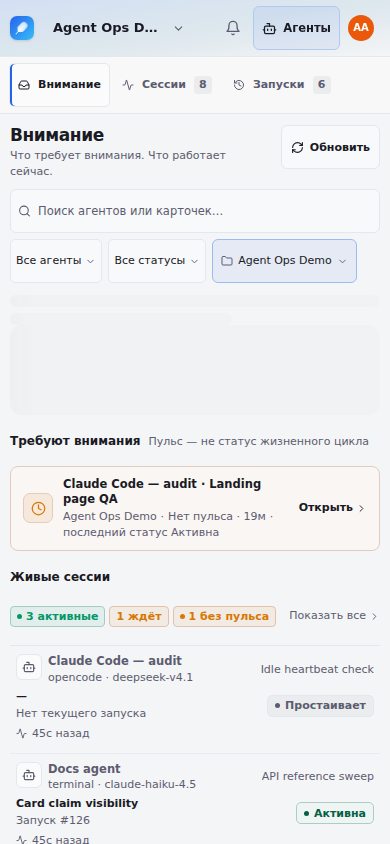 Agent Ops D...
Агенты
AA
Внимание
Сессии 8
Запуски 6
Внимание
Что требует внимания. Что работает
сейчас.
Обновить
Поиск агентов или карточек...
Все агенты
Все статусы
Agent Ops Demo
Требуют внимания Пульс — не статус жизненного цикла
Claude Code — audit · Landing
page QA
Agent Ops Demo · Нет пульса · 19м ·
последний статус Активна
Открыть
Живые сессии
3 активные
1 ждёт
1 без пульса
Показать все
Claude Code — audit
opencode · deepseek-v4.1
Idle heartbeat check
—
Нет текущего запуска
Простаивает
45с назад
Docs agent
terminal · claude-haiku-4.5
API reference sweep
Card claim visibility
Запуск #126
Активна
45с назад